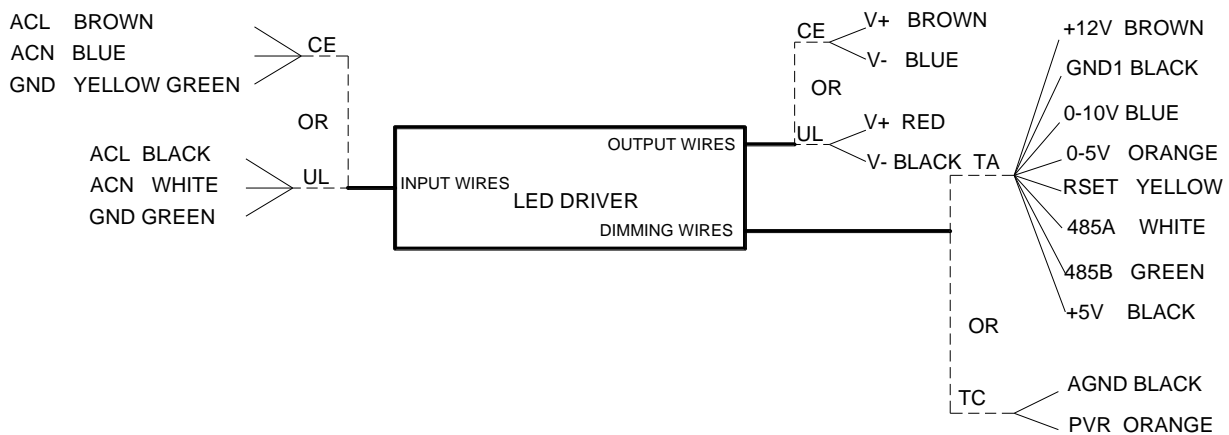 ACL BROWN
ACN BLUE
GND YELLOW GREEN
CE
OR
ACL BLACK
ACN WHITE
GND GREEN
UL
INPUT WIRES
LED DRIVER
OUTPUT WIRES
DIMMING WIRES
CE
V+ BROWN
V- BLUE
OR
UL
V+ RED
V- BLACK
TA
+12V BROWN
GND1 BLACK
0-10V BLUE
0-5V ORANGE
RSET YELLOW
485A WHITE
485B GREEN
+5V BLACK
OR
TC
AGND BLACK
PVR ORANGE